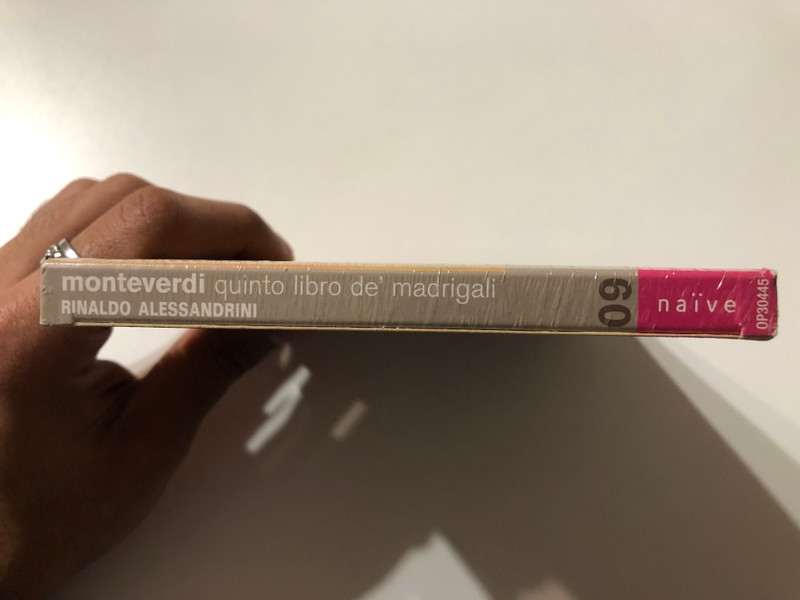 monteverdi quinto libro de' madrigali
RINALDO ALESSANDRINI
09
naïve
OP30445